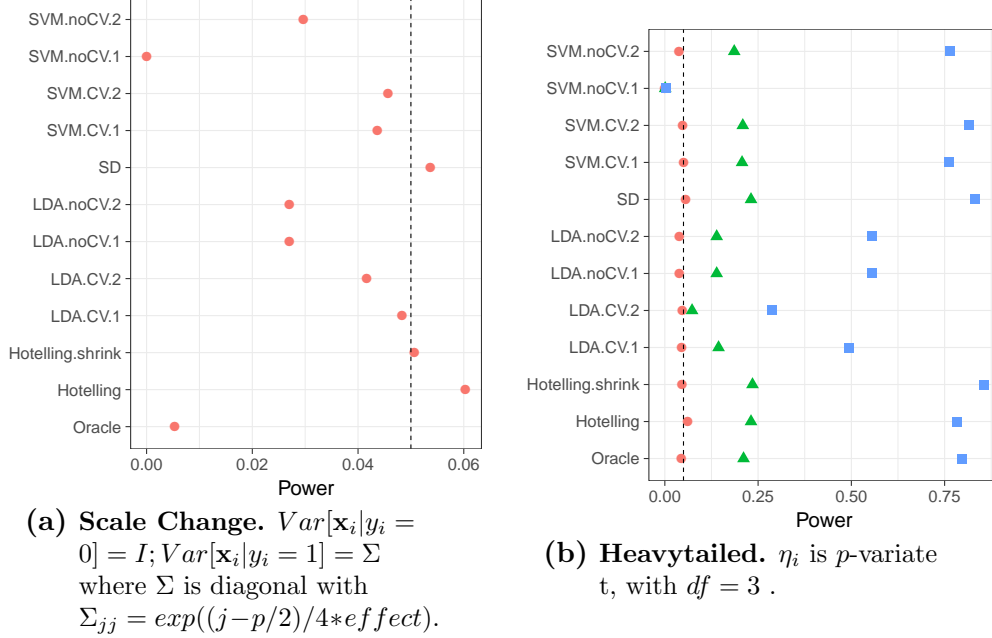 SVM.noCV.2
SVM.noCV.1
SVM.CV.2
SVM.CV.1
SD
LDA.noCV.2
LDA.noCV.1
LDA.CV.2
LDA.CV.1
Hotelling.shrink
Hotelling
Oracle
0.00 0.02 0.04 0.06
Power
(a) Scale Change. Var[x_i|y_i =
0] = I; Var[x_i|y_i = 1] = Σ
where Σ is diagonal with
Σ_jj = exp((j−p/2)/4∗effect).
SVM.noCV.2
SVM.noCV.1
SVM.CV.2
SVM.CV.1
SD
LDA.noCV.2
LDA.noCV.1
LDA.CV.2
LDA.CV.1
Hotelling.shrink
Hotelling
Oracle
0.00 0.25 0.50 0.75
Power
(b) Heavytailed. η_i is p-variate
t, with df = 3 .